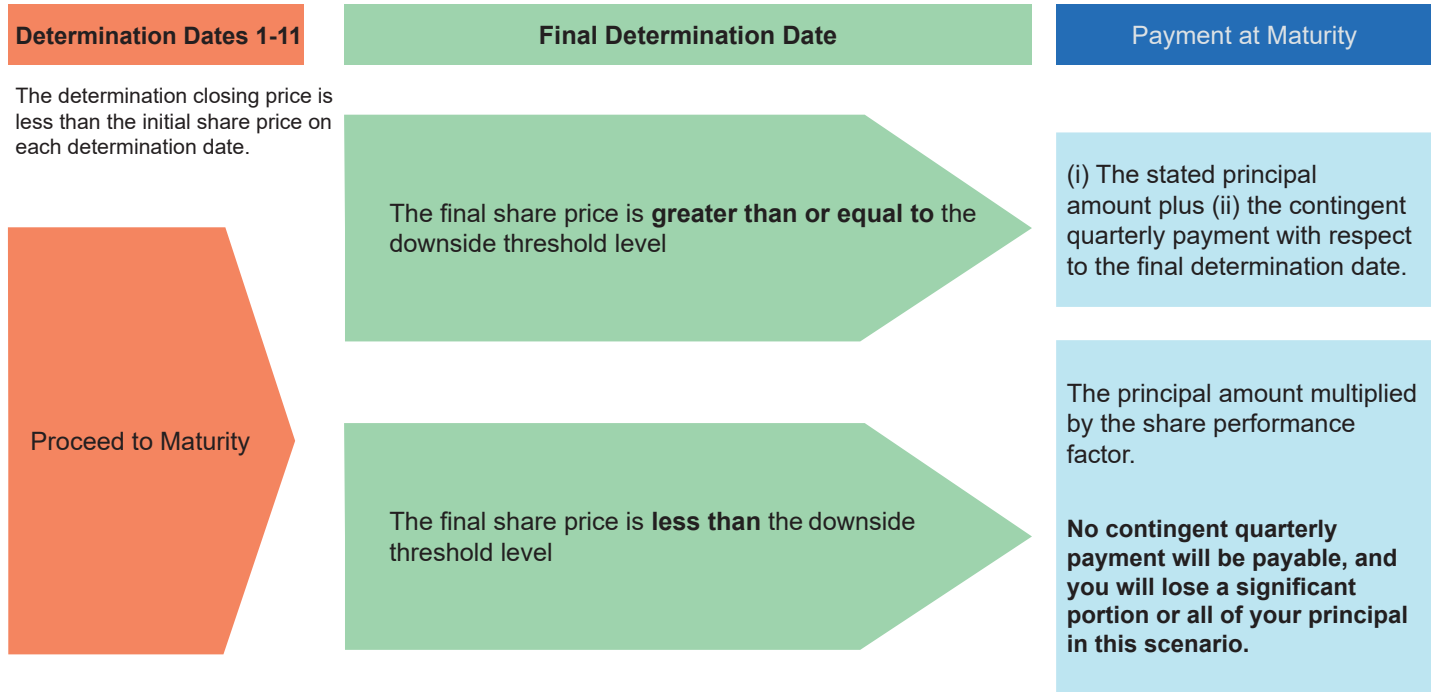 Determination Dates 1-11
Final Determination Date
Payment at Maturity
The determination closing price is
less than the initial share price on
each determination date.
Proceed to Maturity
The final share price is greater than or equal to the
downside threshold level
(i) The stated principal
amount plus (ii) the contingent
quarterly payment with respect
to the final determination date.
The final share price is less than the downside
threshold level
The principal amount multiplied
by the share performance
factor.
No contingent quarterly
payment will be payable, and
you will lose a significant
portion or all of your principal
in this scenario.